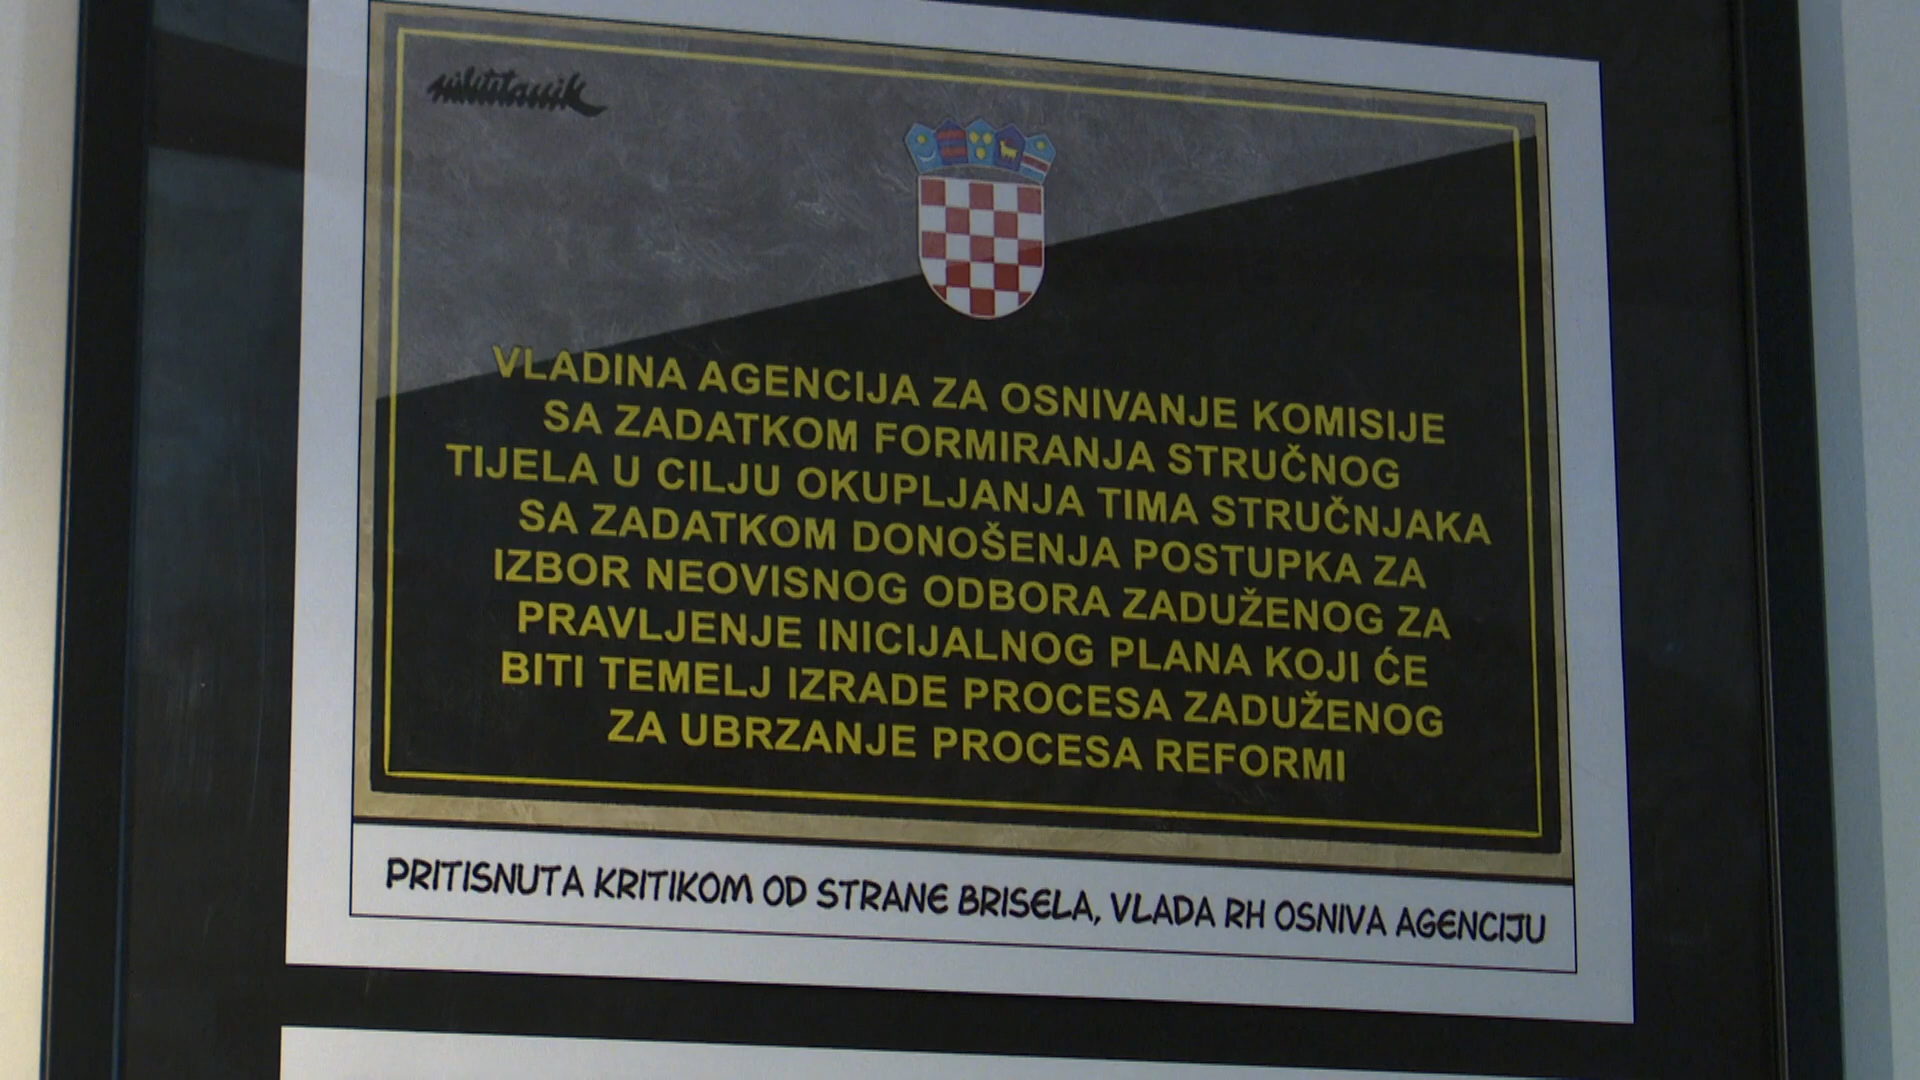 nik titanik
VLADINA AGENCIJA ZA OSNIVANJE KOMISIJE
SA ZADATKOM FORMIRANJA STRUČNOG
TIJELA U CILJU OKUPLJANJA TIMA STRUČNJAKA
SA ZADATKOM DONOŠENJA POSTUPKA ZA
IZBOR NEOVISNOG ODBORA ZADUŽENOG ZA
PRAVLJENJE INICIJALNOG PLANA KOJI ĆE
BITI TEMELJ IZRADE PROCESA ZADUŽENOG
ZA UBRZANJE PROCESA REFORMI
PRITISNUTA KRITIKOM OD STRANE BRISELA, VLADA RH OSNIVA AGENCIJU